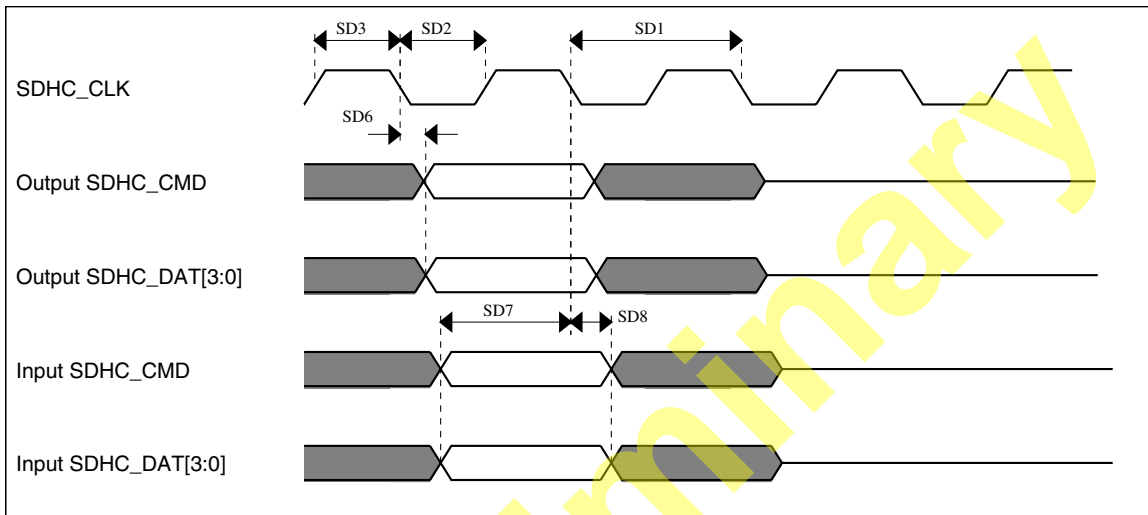 SD3 SD2 SD1
SDHC_CLK
SD6
Output SDHC_CMD
Output SDHC_DAT[3:0]
SD7 SD8
Input SDHC_CMD
Input SDHC_DAT[3:0]